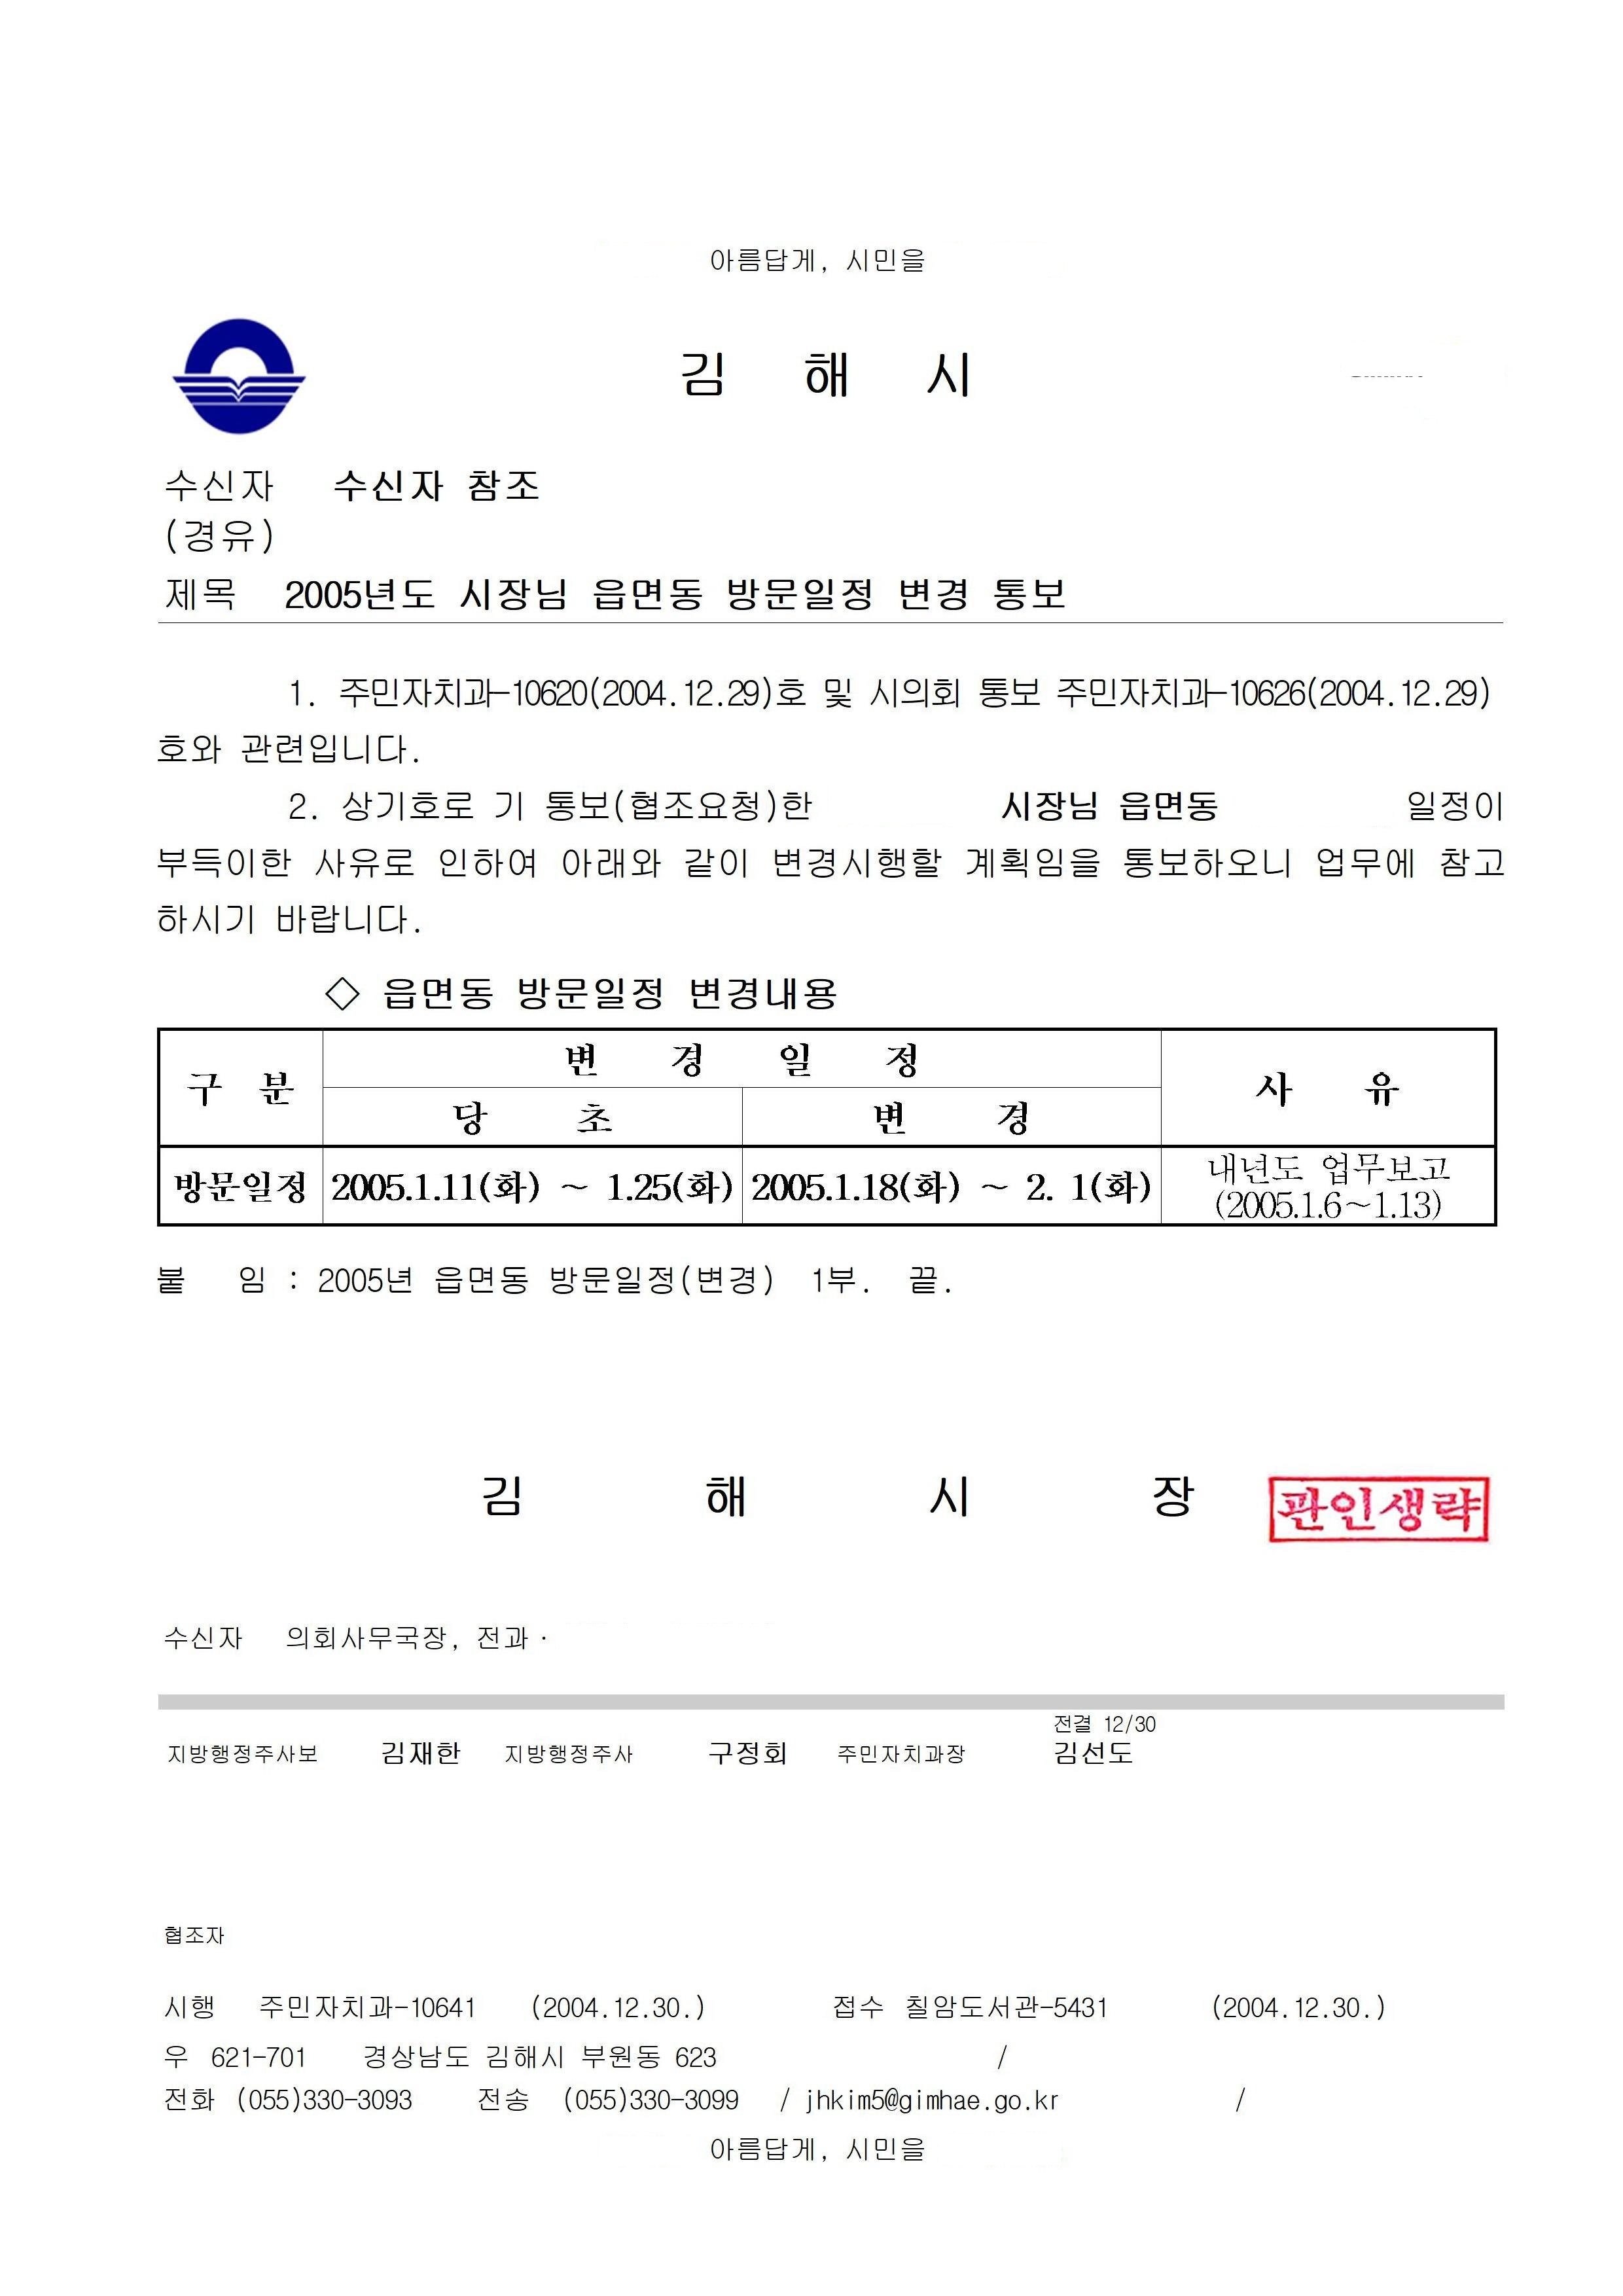 아름답게, 시민을
김 해 시
수신자 수신자 참조
(경유)
제목 2005년도 시장님 읍면동 방문일정 변경 통보
1. 주민자치과-10620(2004.12.29)호 및 시의회 통보 주민자치과-10626(2004.12.29)
호와 관련입니다.
2. 상기호로 기 통보(협조요청)한 시장님 읍면동 일정이
부득이한 사유로 인하여 아래와 같이 변경시행할 계획임을 통보하오니 업무에 참고
하시기 바랍니다.
◇ 읍면동 방문일정 변경내용
구 분 변 경 일 정 사 유
당 초 변 경
방문일정 2005.1.11(화) ~ 1.25(화) 2005.1.18(화) ~ 2. 1(화) 내년도 업무보고
(2005.1.6~1.13)
붙 임 : 2005년 읍면동 방문일정(변경) 1부. 끝.
김 해 시 장 관인생략
수신자 의회사무국장, 전과·
전결 12/30
지방행정주사보 김재한 지방행정주사 구정회 주민자치과장 김선도
협조자
시행 주민자치과-10641 (2004.12.30.) 접수 칠암도서관-5431 (2004.12.30.)
우 621-701 경상남도 김해시 부원동 623 /
전화 (055)330-3093 전송 (055)330-3099 / jhkim5@gimhae.go.kr /
아름답게, 시민을